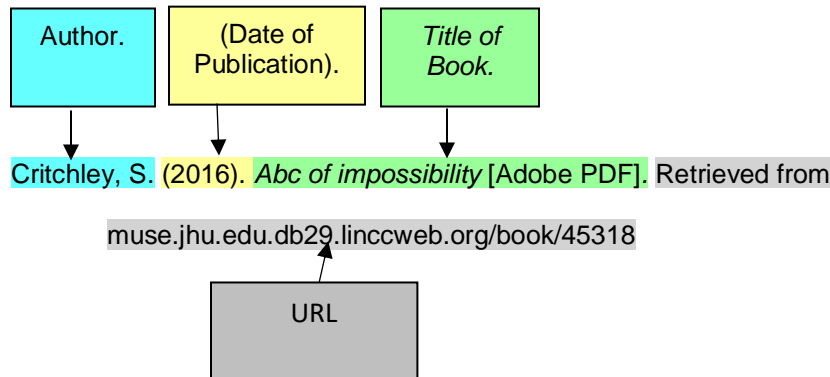 Author.
(Date of
Publication).
Title of
Book.
Critchley, S. (2016). Abc of impossibility [Adobe PDF]. Retrieved from
muse.jhu.edu.db29.linccweb.org/book/45318
URL